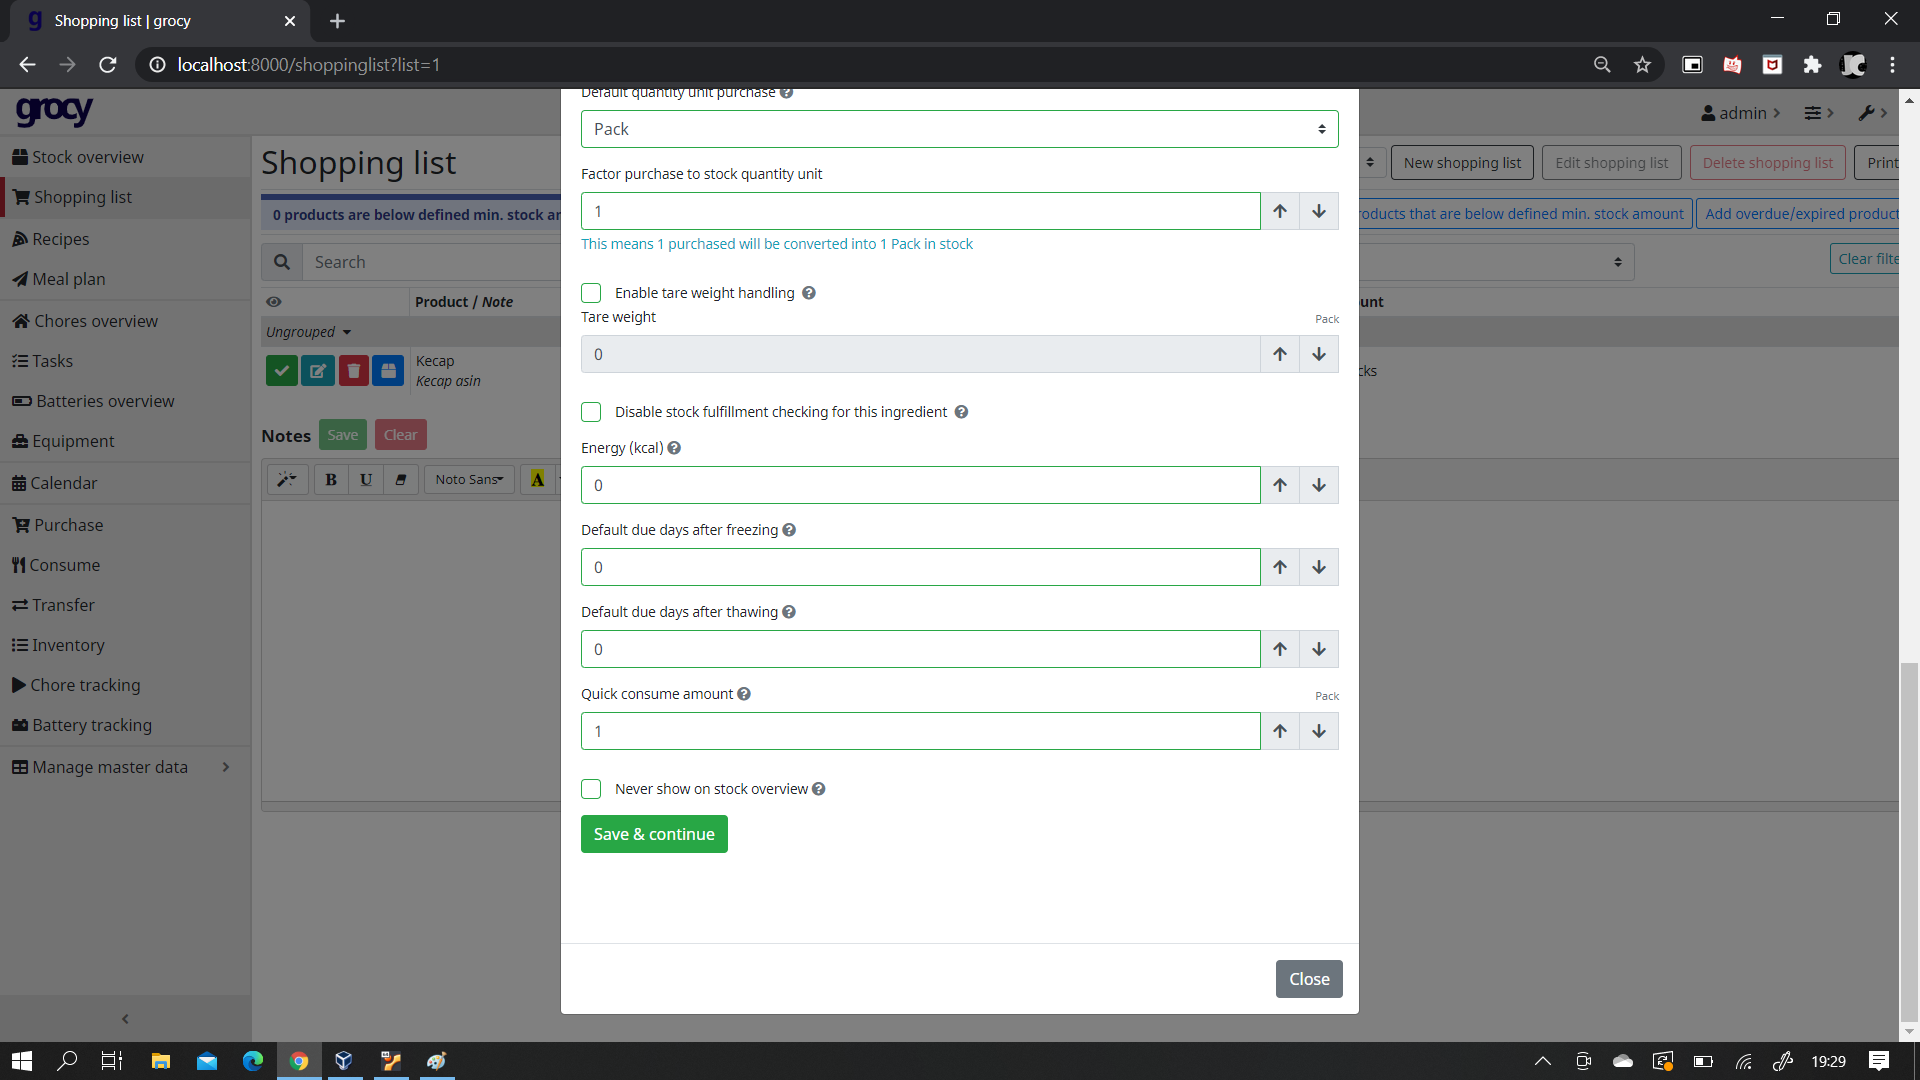 Shopping list | grocy
localhost:8000/shoppinglist?list=1
grocy
admin
Stock overview
Shopping list
Recipes
Meal plan
Chores overview
Tasks
Batteries overview
Equipment
Calendar
Purchase
Consume
Transfer
Inventory
Chore tracking
Battery tracking
Manage master data
Shopping list
New shopping list
Edit shopping list
Delete shopping list
Print
0 products are below defined min. stock
products that are below defined min. stock amount
Add overdue/expired
Search
Clear
Product / Note
Ungrouped
Kecap
Kecap asin
Notes
Save
Clear
B
U
Noto Sans
A
Default quantity unit purchase
Pack
Factor purchase to stock quantity unit
1
This means 1 purchased will be converted into 1 Pack in stock
Enable tare weight handling
Tare weight
Pack
0
Disable stock fulfillment checking for this ingredient
Energy (kcal)
0
Default due days after freezing
0
Default due days after thawing
0
Quick consume amount
Pack
1
Never show on stock overview
Save & continue
Close
19:29